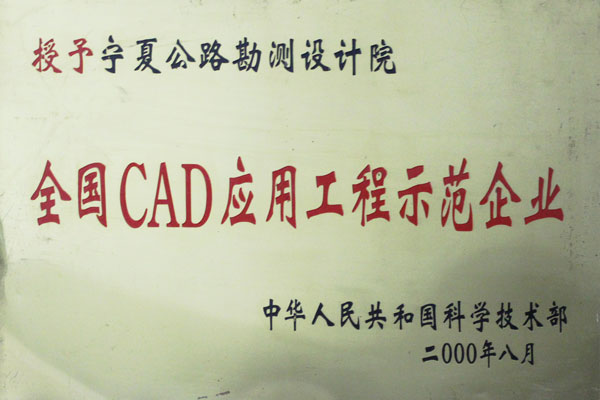 授予宁夏公路勘测设计院
全国CAD应用工程示范企业
中华人民共和国科学技术部
二000年八月